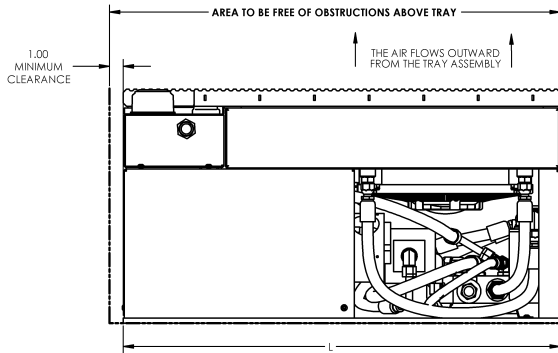 AREA TO BE FREE OF OBSTRUCTIONS ABOVE TRAY
1.00
MINIMUM
CLEARANCE
THE AIR FLOWS OUTWARD
FROM THE TRAY ASSEMBLY
L